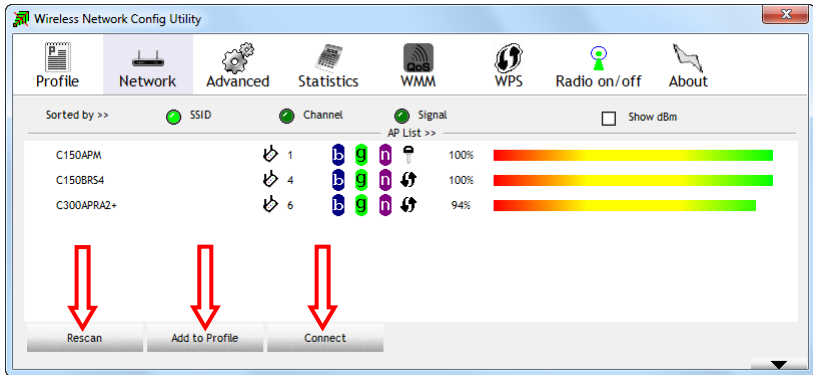 Wireless Network Config Utility
x
P
QoS
Profile Network Advanced Statistics WMM WPS Radio on/off About
Sorted by >> SSID Channel Signal Show dBm
AP List >>
C150APM 1 b g n 100%
C150BRS4 4 b g n 100%
C300APRA2+ 6 b g n 94%
Rescan Add to Profile Connect